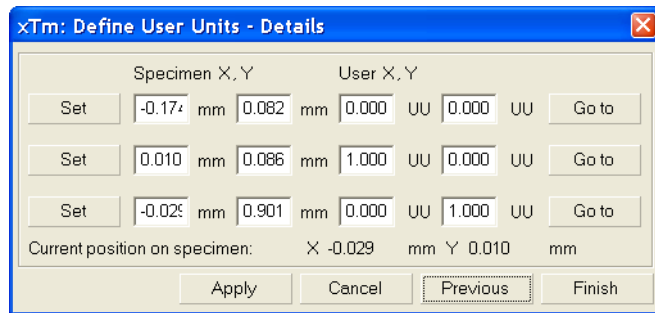 xTm: Define User Units - Details
Specimen X,Y User X,Y
Set -0.174 mm 0.082 mm 0.000 UU 0.000 UU Go to
Set 0.010 mm 0.086 mm 1.000 UU 0.000 UU Go to
Set -0.029 mm 0.901 mm 0.000 UU 1.000 UU Go to
Current position on specimen: X -0.029 mm Y 0.010 mm
Apply Cancel Previous Finish